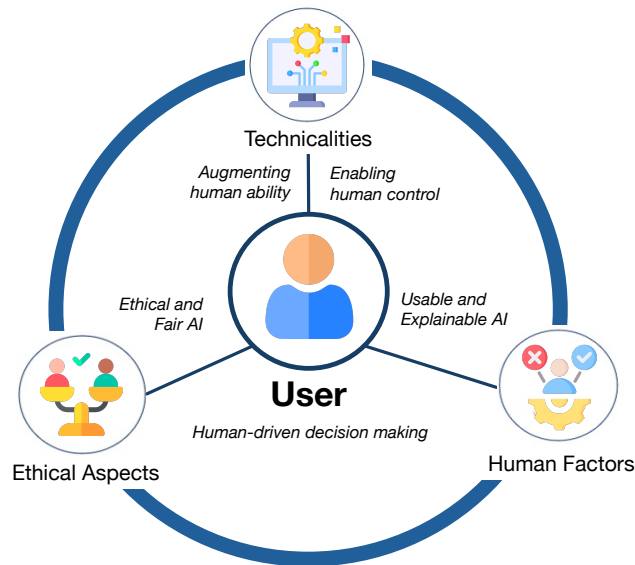 Technicalities
Augmenting
human ability
Enabling
human control
Ethical and
Fair AI
Usable and
Explainable AI
User
Human-driven decision making
Ethical Aspects
Human Factors